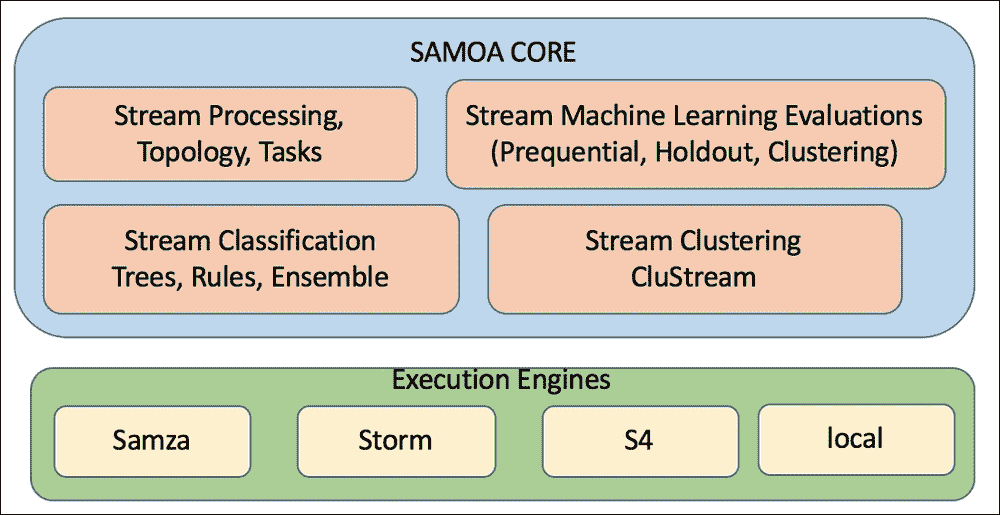 SAMOA CORE
Stream Processing,
Topology, Tasks
Stream Machine Learning Evaluations
(Prequential, Holdout, Clustering)
Stream Classification
Trees, Rules, Ensemble
Stream Clustering
CluStream
Execution Engines
Samza
Storm
S4
local